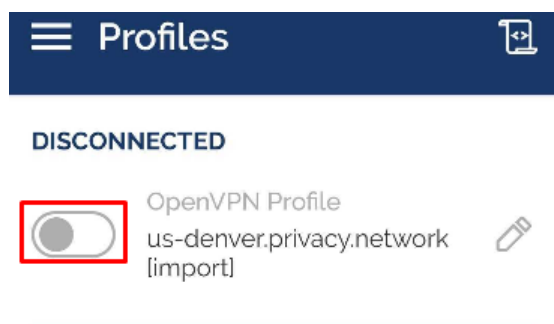 Profiles
DISCONNECTED
OpenVPN Profile
us-denver.privacy.network
[import]